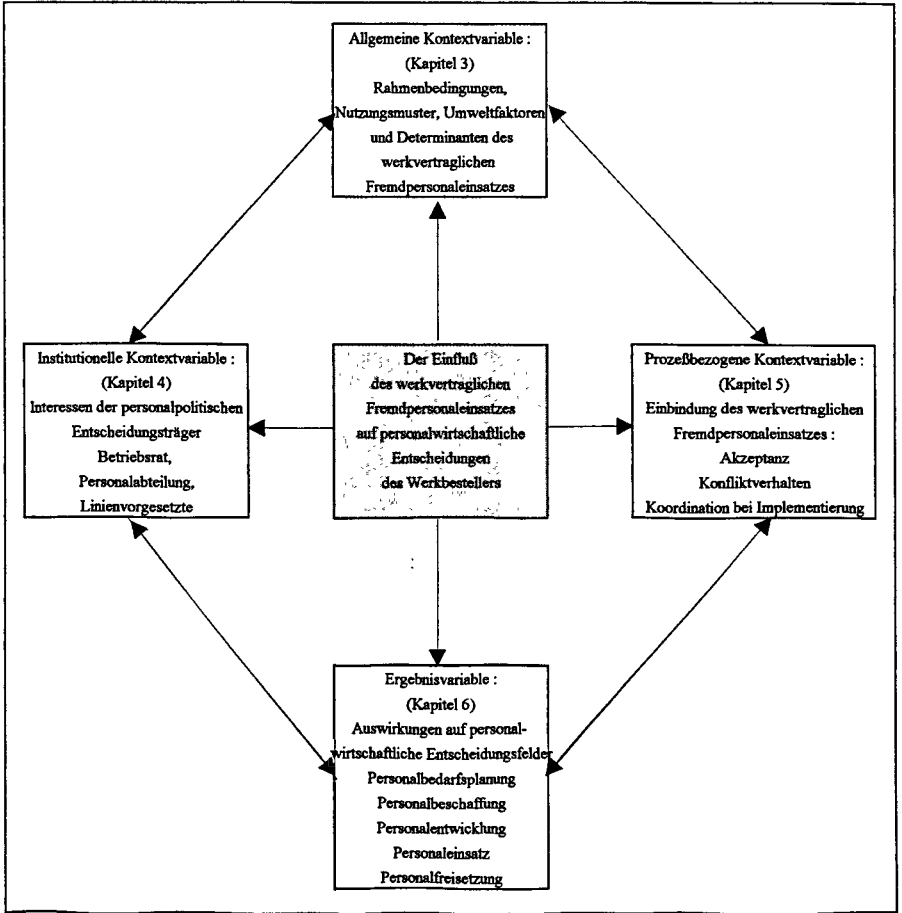 Allgemeine Kontextvariable :
(Kapitel 3)
Rahmenbedingungen,
Nutzungsmuster, Umweltfaktoren
und Determinanten des
werkvertraglichen
Fremdpersonaleinsatzes
Institutionelle Kontextvariable :
(Kapitel 4)
Interessen der personalpolitischen
Entscheidungsträger
Betriebsrat,
Personalabteilung,
Linienvorgesetzte
Der Einfluß
des werkvertraglichen
Fremdpersonaleinsatzes
auf personalwirtschaftliche
Entscheidungen
des Werkbestellers
Prozeßbezogene Kontextvariable :
(Kapitel 5)
Einbindung des werkvertraglichen
Fremdpersonaleinsatzes :
Akzeptanz
Konfliktverhalten
Koordination bei Implementierung
Ergebnisvariable :
(Kapitel 6)
Auswirkungen auf personal-
wirtschaftliche Entscheidungsfelder
Personalbedarfsplanung
Personalbeschaffung
Personalentwicklung
Personaleinsatz
Personalfreisetzung